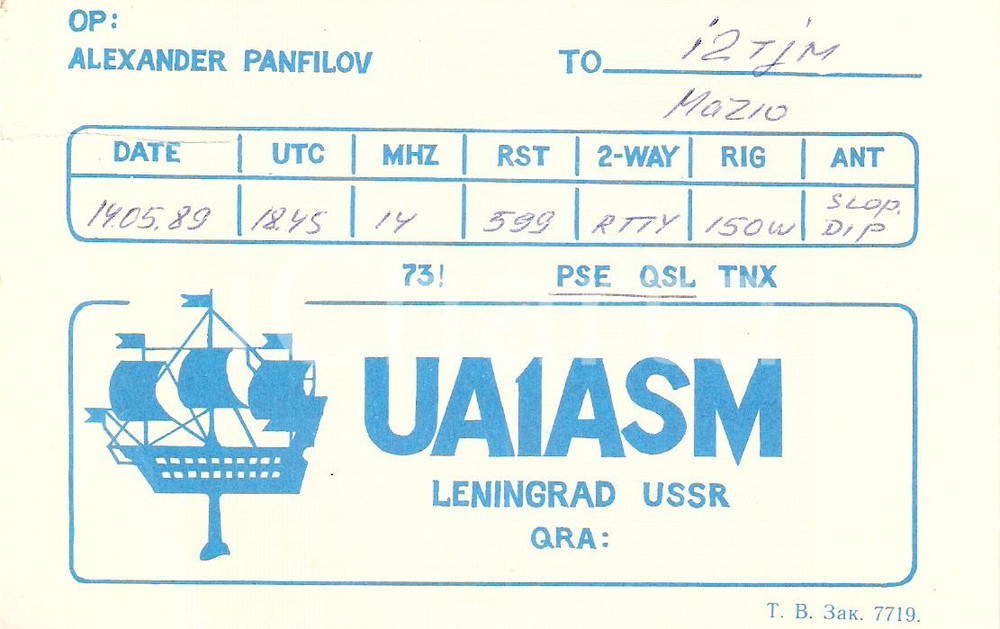 OP:
ALEXANDER PANFILOV
TO i2TjM
Mazio
DATE UTC MHZ RST 2-WAY RIG ANT
14.05.89 18.45 14 599 RTTY 150W SLOP. DIP
73! PSE QSL TNX
UA1ASM
LENINGRAD USSR
QRA:
Т. В. Зак. 7719.